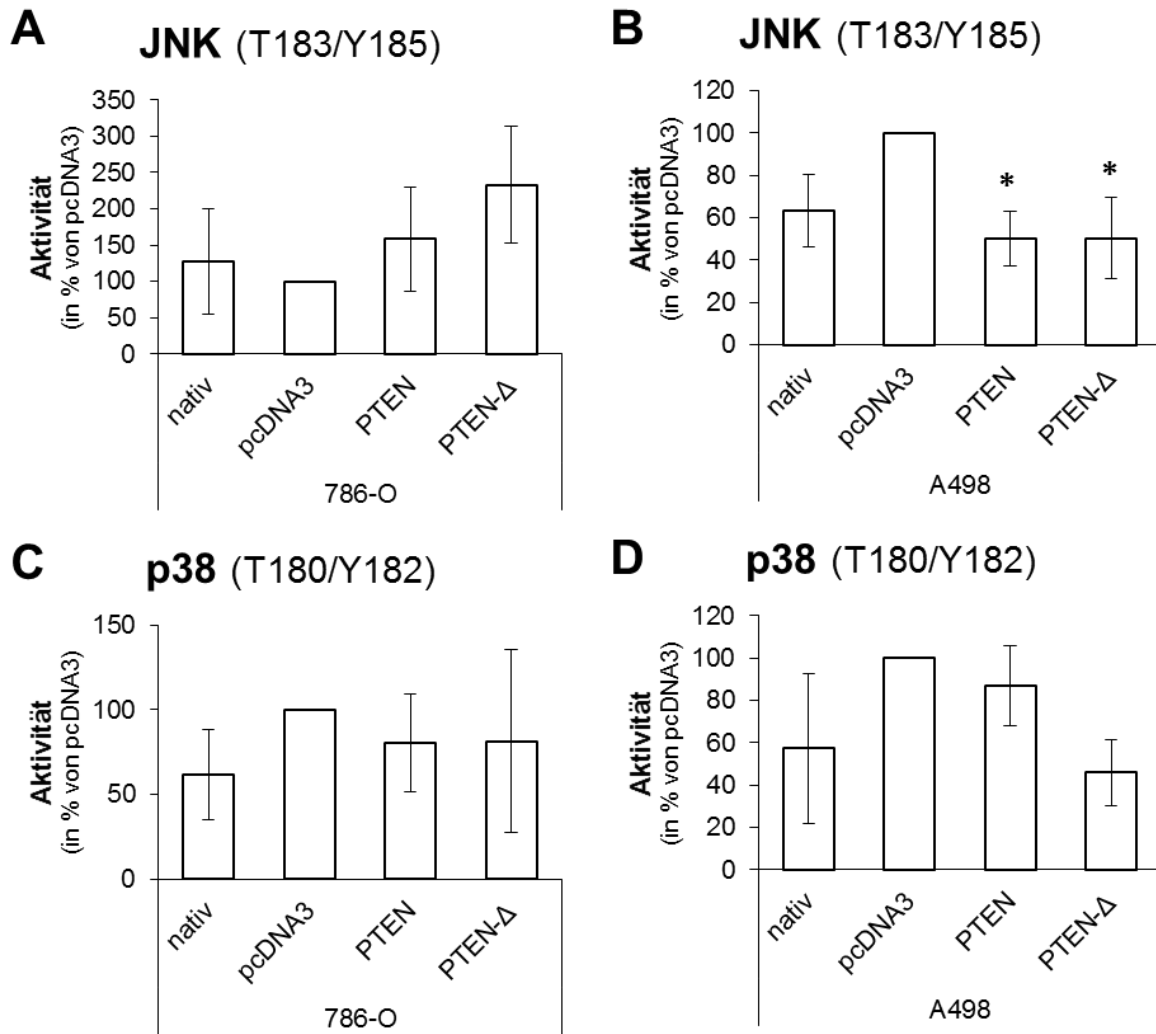 A JNK (T183/Y185)
Aktivität
(in % von pcDNA3)
350
300
250
200
150
100
50
0
nativ
pcDNA3
PTEN
PTEN-Δ
786-O
B JNK (T183/Y185)
Aktivität
(in % von pcDNA3)
120
100
80
60
40
20
0
*
*
nativ
pcDNA3
PTEN
PTEN-Δ
A498
C p38 (T180/Y182)
Aktivität
(in % von pcDNA3)
150
100
50
0
nativ
pcDNA3
PTEN
PTEN-Δ
786-O
D p38 (T180/Y182)
Aktivität
(in % von pcDNA3)
120
100
80
60
40
20
0
nativ
pcDNA3
PTEN
PTEN-Δ
A498